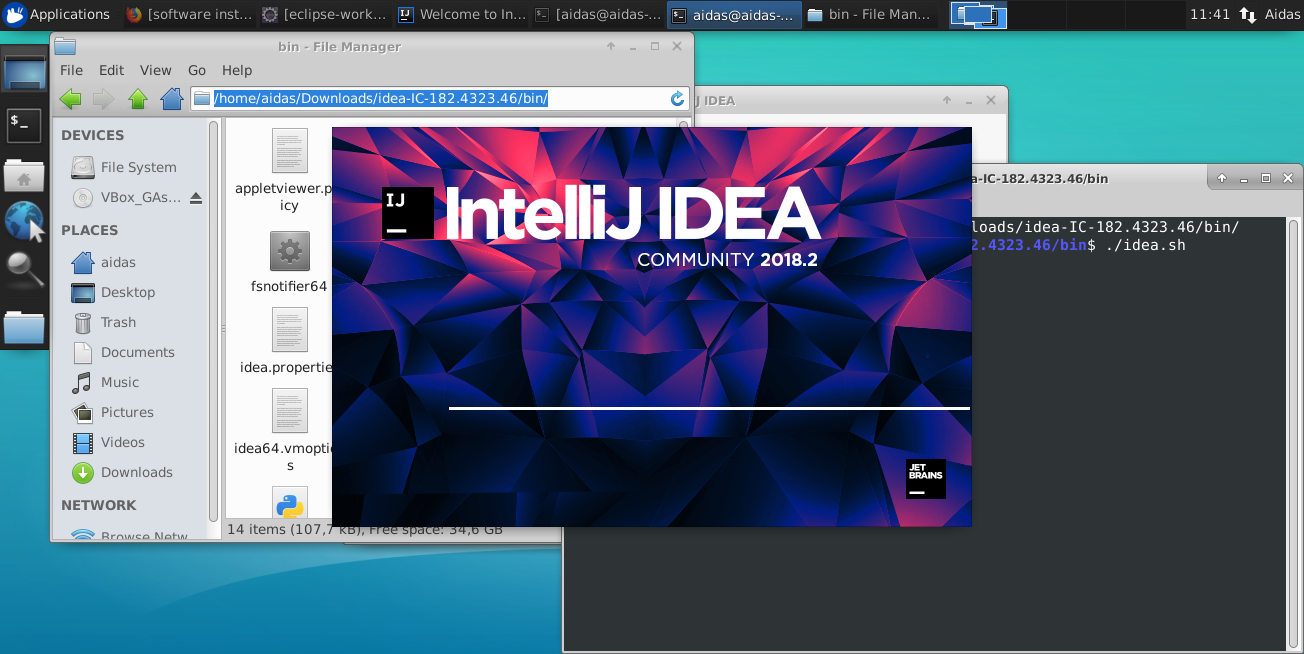 Applications
[software inst...
[eclipse-work...
Welcome to In...
[aidas@aidas-...
aidas@aidas-...
bin - File Man...
11:41
Aidas
bin - File Manager
File Edit View Go Help
/home/aidas/Downloads/idea-IC-182.4323.46/bin/
DEVICES
File System
VBox_GAs...
PLACES
aidas
Desktop
Trash
Documents
Music
Pictures
Videos
Downloads
NETWORK
Browse Netw
appletviewer.p
icy
fsnotifier64
idea.propertie
idea64.vmoptic
s
14 items (107,7 kB), Free space: 34,6 GB
J IDEA
IJ
IntelliJ IDEA
COMMUNITY 2018.2
JET
BRAINS
a-IC-182.4323.46/bin
loads/idea-IC-182.4323.46/bin/
2.4323.46/bin$ ./idea.sh